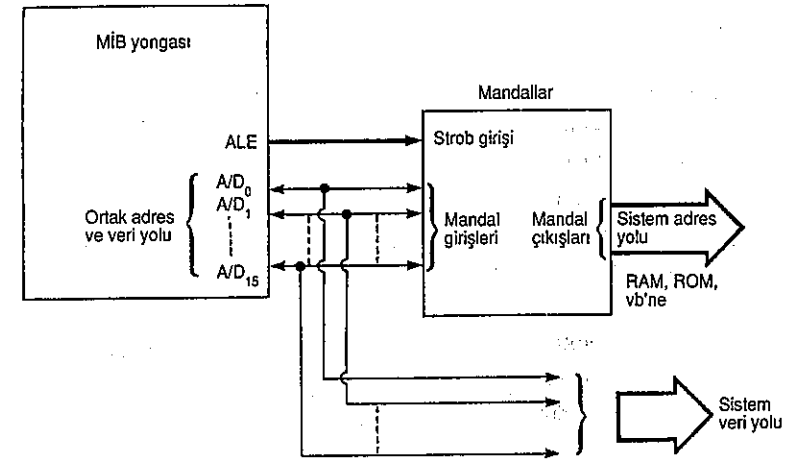 MİB yongası
Mandallar
ALE
Strob girişi
Ortak adres
ve veri yolu
A/D0
A/D1
A/D15
Mandal
girişleri
Mandal
çıkışları
Sistem adres
yolu
RAM, ROM,
vb'ne
Sistem
veri yolu